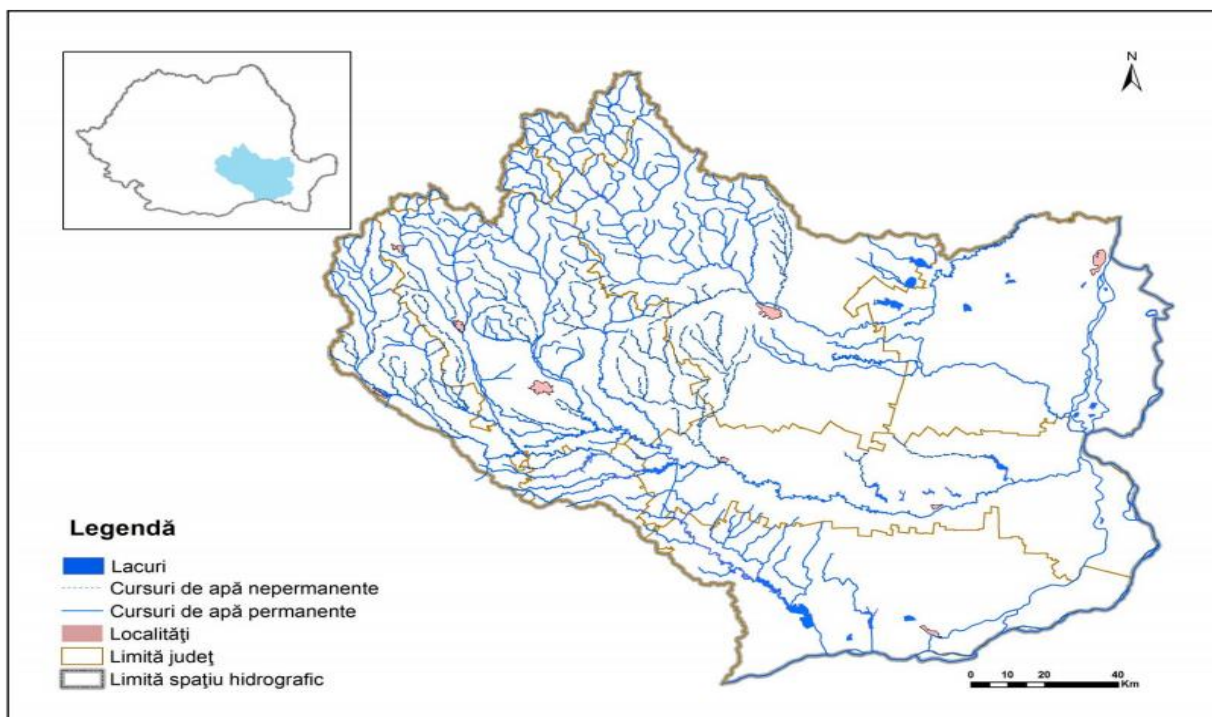 N
Legendă
Lacuri
Cursuri de apă nepermanente
Cursuri de apă permanente
Localităţi
Limită judeţ
Limită spaţiu hidrografic
0 10 20 40
Km